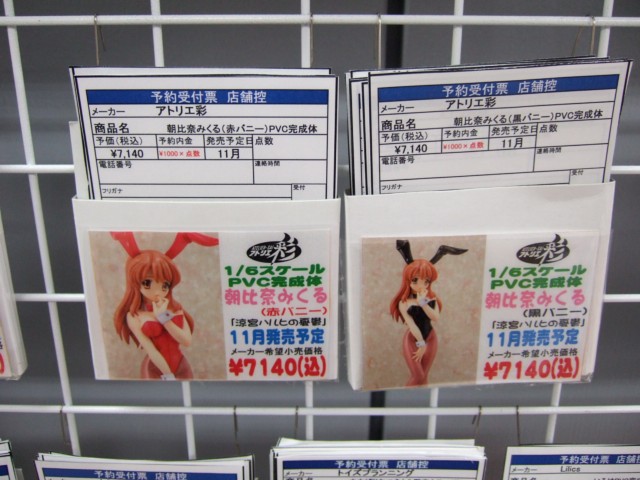 予約受付票 店舗控
メーカー アトリエ彩
商品名 朝比奈みくる(赤バニー)PVC完成体
予価(税込) 予約内金 発売予定日 点数
¥7,140 ¥1000×点数 11月
電話番号 連絡時間
フリガナ 受付
アトリエ彩
1/6スケール
PVC完成体
朝比奈みくる
(赤バニー)
「涼宮ハルヒの憂鬱」
11月発売予定
メーカー希望小売価格
¥7140(込)
予約受付票 店舗控
メーカー アトリエ彩
商品名 朝比奈みくる(黒バニー)PVC完成体
予価(税込) 予約内金 発売予定日 点数
¥7,140 ¥1000×点数 11月
電話番号 連絡時間
フリガナ 受付
アトリエ彩
1/6スケール
PVC完成体
朝比奈みくる
(黒バニー)
「涼宮ハルヒの憂鬱」
11月発売予定
メーカー希望小売価格
¥7140(込)
予約受付票 店舗控
メーカー トイズプランニング
予約受付票 店舗控
メーカー Lilics